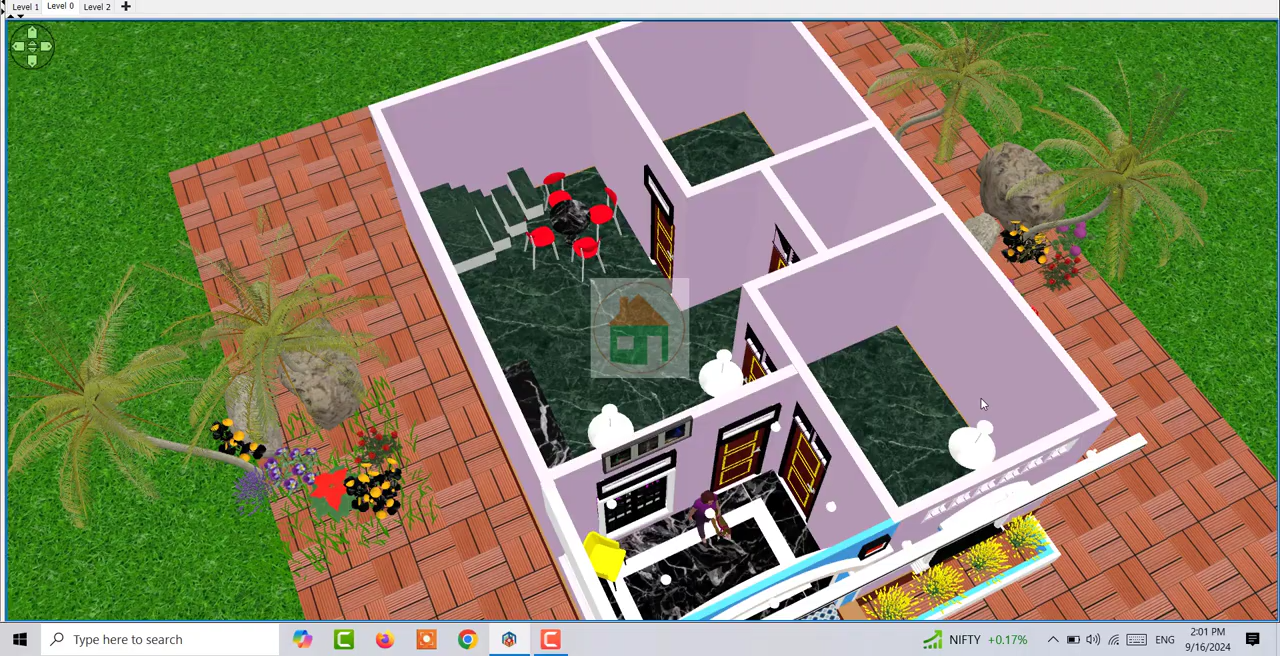 Level 1 Level 0 Level 2
Type here to search
NIFTY +0.17%
ENG
2:01 PM
9/16/2024